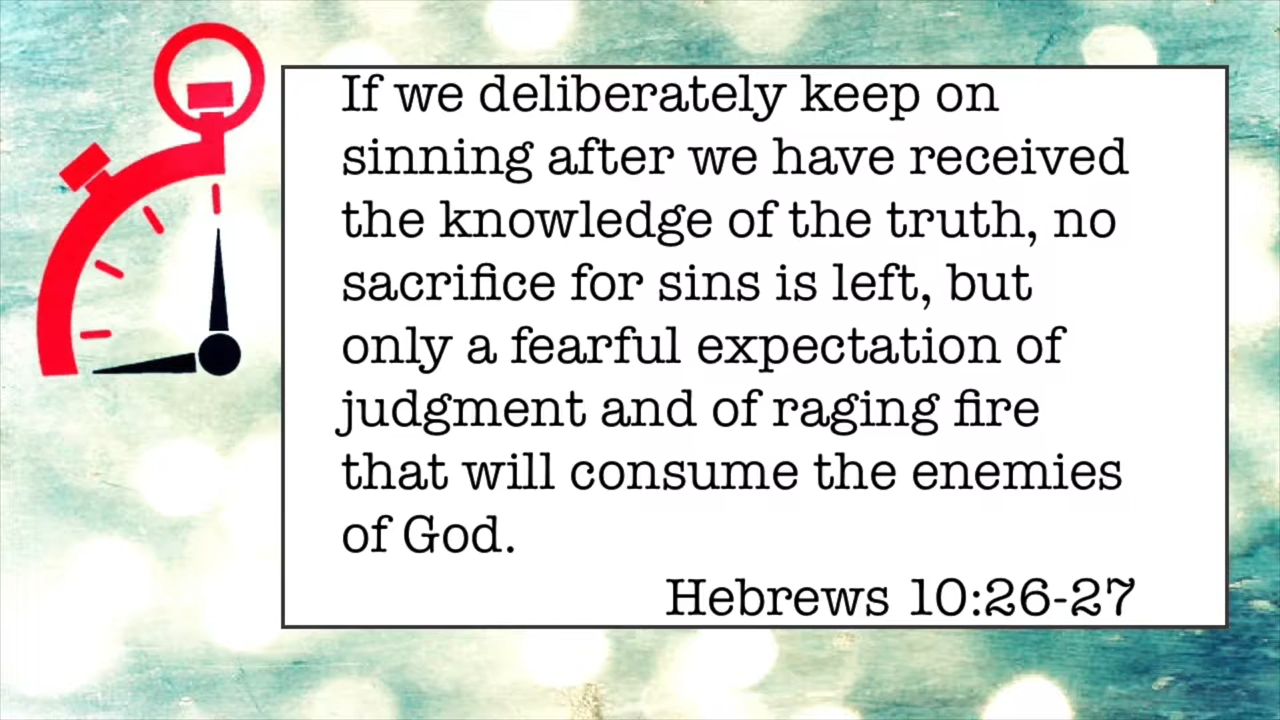 If we deliberately keep on
sinning after we have received
the knowledge of the truth, no
sacrifice for sins is left, but
only a fearful expectation of
judgment and of raging fire
that will consume the enemies
of God.
Hebrews 10:26-27